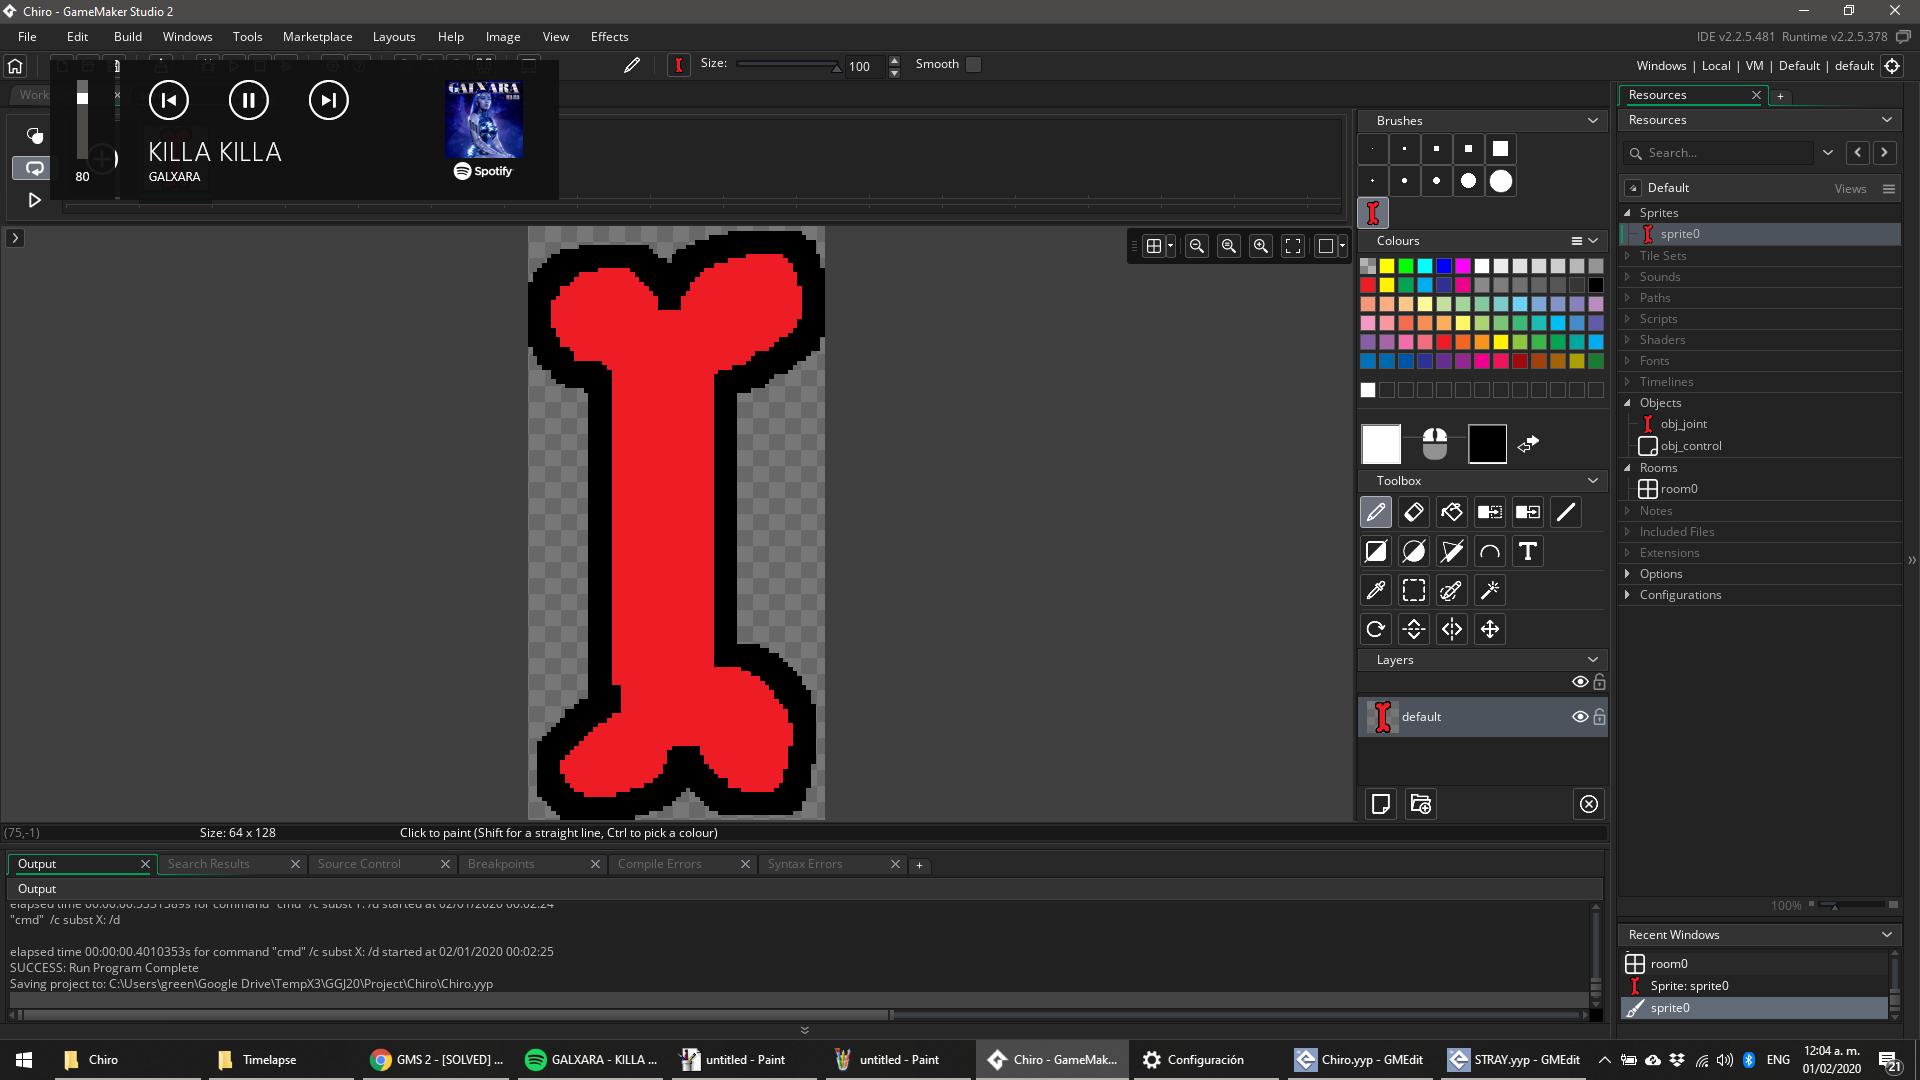 Chiro - GameMaker Studio 2
File Edit Build Windows Tools Marketplace Layouts Help Image View Effects
IDE v2.2.5.481 Runtime v2.2.5.378
Size: 100 Smooth
Windows | Local | VM | Default | default
80
KILLA KILLA
GALXARA
GALXARA
Spotify
Brushes
Colours
Toolbox
Layers
default
Resources
Resources
Search...
Default Views
Sprites
sprite0
Tile Sets
Sounds
Paths
Scripts
Shaders
Fonts
Timelines
Objects
obj_joint
obj_control
Rooms
room0
Notes
Included Files
Extensions
Options
Configurations
100%
Recent Windows
room0
Sprite: sprite0
sprite0
(75,-1) Size: 64 x 128 Click to paint (Shift for a straight line, Ctrl to pick a colour)
Output Search Results Source Control Breakpoints Compile Errors Syntax Errors
Output
"cmd" /c subst X: /d
elapsed time 00:00:00.4010353s for command "cmd" /c subst X: /d started at 02/01/2020 00:02:25
SUCCESS: Run Program Complete
Saving project to: C:\Users\green\Google Drive\TempX3\GGJ20\Project\Chiro\Chiro.yyp
Chiro
Timelapse
GMS 2 - [SOLVED] ...
GALXARA - KILLA ...
untitled - Paint
untitled - Paint
Chiro - GameMak...
Configuración
Chiro.yyp - GMEdit
STRAY.yyp - GMEdit
ENG
12:04 a. m.
01/02/2020
21